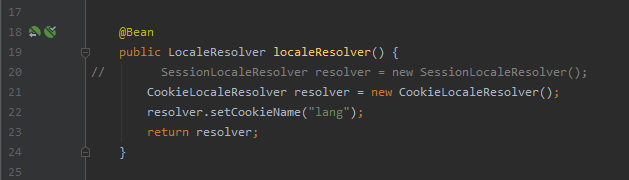 17
18 @Bean
19 public LocaleResolver localeResolver() {
20 // SessionLocaleResolver resolver = new SessionLocaleResolver();
21 CookieLocaleResolver resolver = new CookieLocaleResolver();
22 resolver.setCookieName("lang");
23 return resolver;
24 }
25